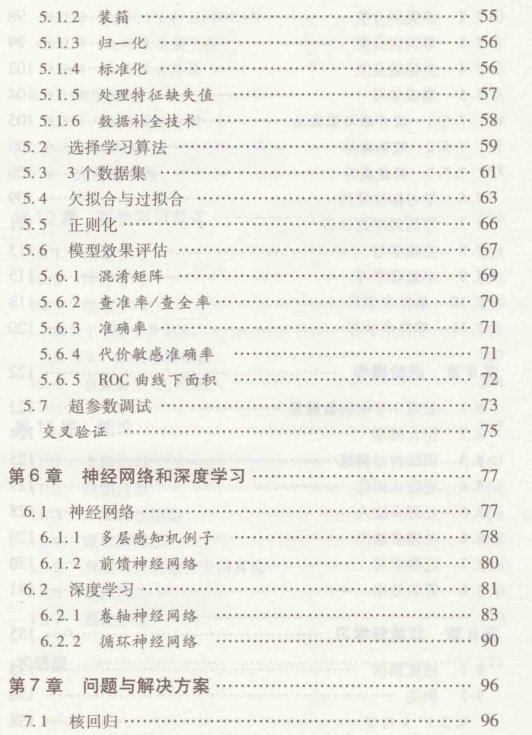 5.1.2 装箱 …… 55
5.1.3 归一化 …… 56
5.1.4 标准化 …… 56
5.1.5 处理特征缺失值 …… 57
5.1.6 数据补全技术 …… 58
5.2 选择学习算法 …… 59
5.3 3个数据集 …… 61
5.4 欠拟合与过拟合 …… 63
5.5 正则化 …… 66
5.6 模型效果评估 …… 67
5.6.1 混淆矩阵 …… 69
5.6.2 查准率/查全率 …… 70
5.6.3 准确率 …… 71
5.6.4 代价敏感准确率 …… 71
5.6.5 ROC 曲线下面积 …… 72
5.7 超参数调试 …… 73
交叉验证 …… 75
第6章 神经网络和深度学习 …… 77
6.1 神经网络 …… 77
6.1.1 多层感知机例子 …… 78
6.1.2 前馈神经网络 …… 80
6.2 深度学习 …… 81
6.2.1 卷轴神经网络 …… 83
6.2.2 循环神经网络 …… 90
第7章 问题与解决方案 …… 96
7.1 核回归 …… 96